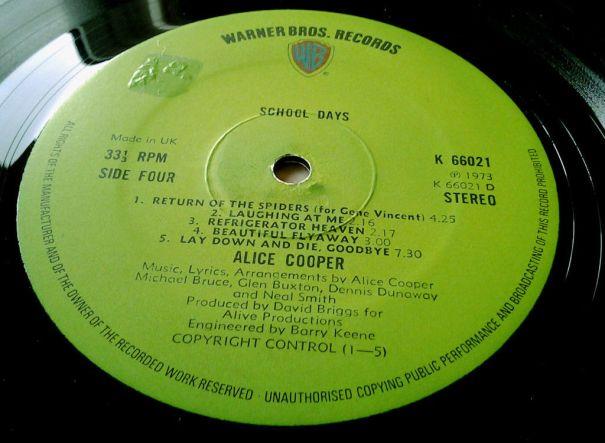 WARNER BROS. RECORDS
WB
®
SCHOOL DAYS
Made in UK
33⅓ RPM
SIDE FOUR
K 66021
℗ 1973
K 66021 D
STEREO
1. RETURN OF THE SPIDERS (for Gene Vincent) 4.25
2. LAUGHING AT ME 2.16
3. REFRIGERATOR HEAVEN 2.17
4. BEAUTIFUL FLYAWAY 3.00
5. LAY DOWN AND DIE, GOODBYE 7.30
ALICE COOPER
Music, Lyrics, Arrangements by Alice Cooper
Michael Bruce, Glen Buxton, Dennis Dunaway
and Neal Smith
Produced by David Briggs for
Alive Productions
Engineered by Barry Keene
COPYRIGHT CONTROL (1—5)
ALL RIGHTS OF THE MANUFACTURER AND OF THE OWNER OF THE RECORDED WORK RESERVED · UNAUTHORISED COPYING PUBLIC PERFORMANCE AND BROADCASTING OF THIS RECORD PROHIBITED